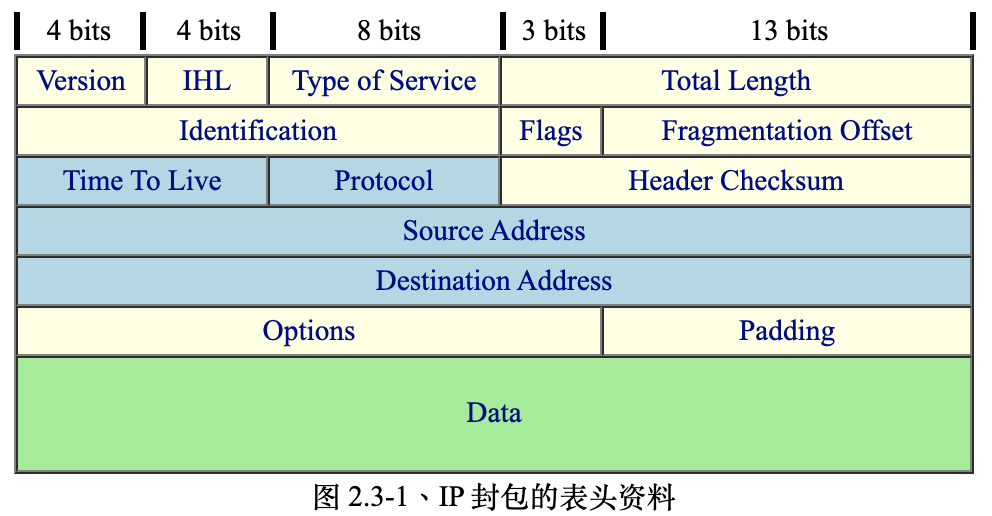 4 bits 4 bits 8 bits 3 bits 13 bits
Version IHL Type of Service Total Length
Identification Flags Fragmentation Offset
Time To Live Protocol Header Checksum
Source Address
Destination Address
Options Padding
Data
图 2.3-1、IP 封包的表头资料